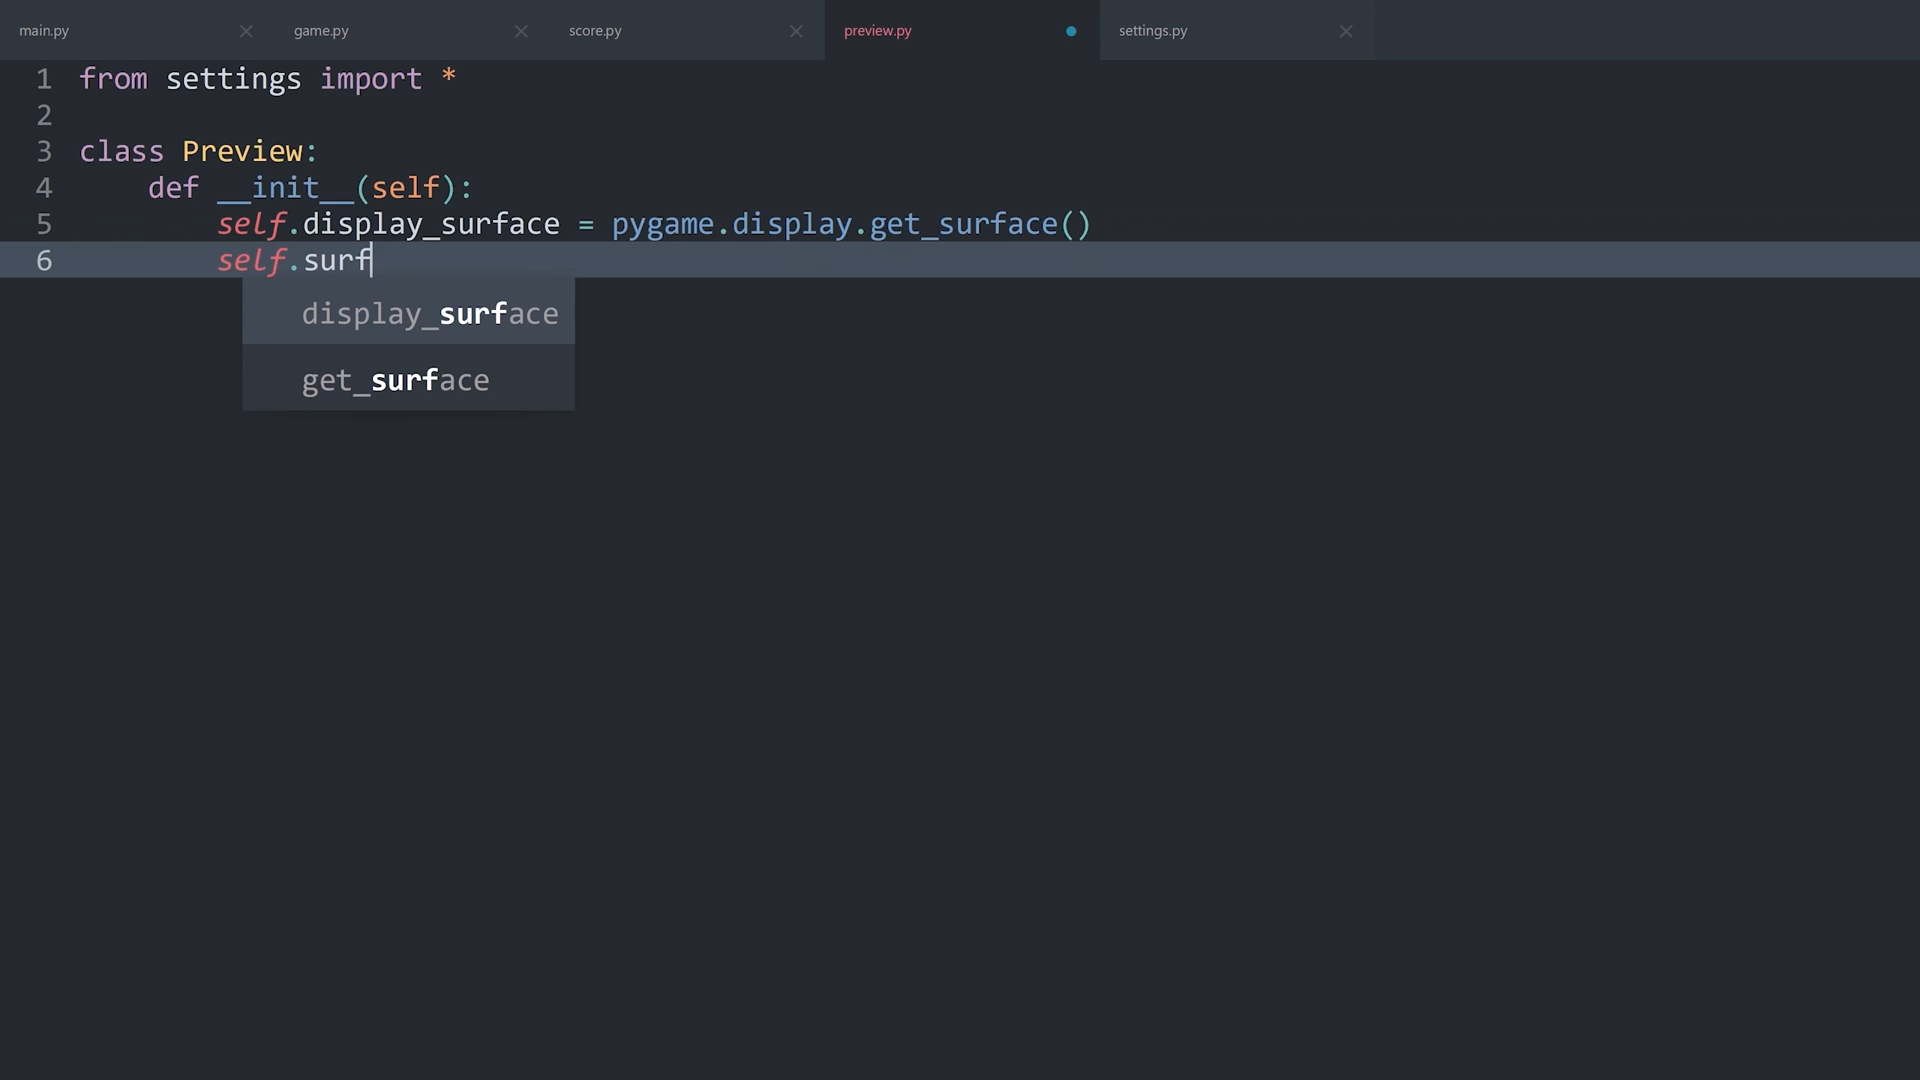 main.py game.py score.py preview.py settings.py
1 from settings import *
2
3 class Preview:
4     def __init__(self):
5         self.display_surface = pygame.display.get_surface()
6         self.surf
display_surface
get_surface